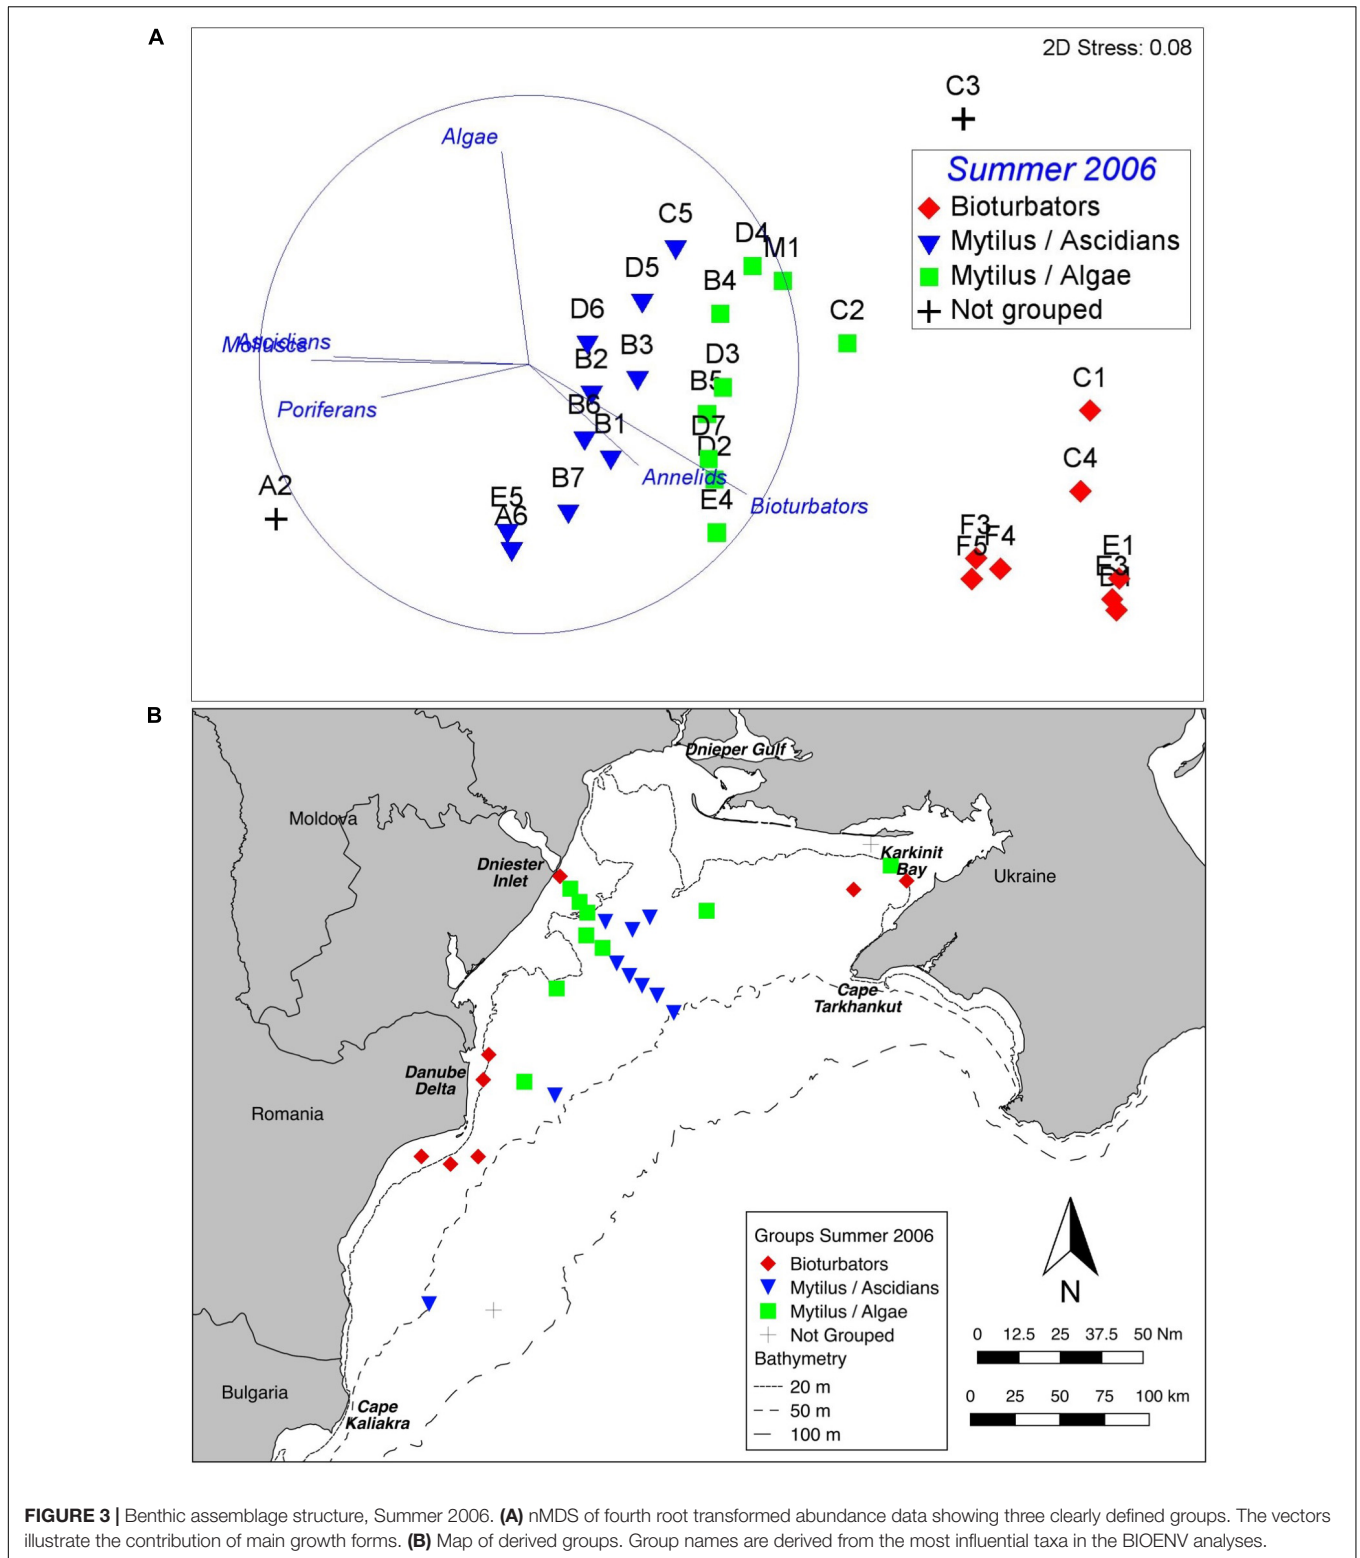 A
2D Stress: 0.08
C3
Summer 2006
Bioturbators
Mytilus / Ascidians
Mytilus / Algae
Not grouped
Algae
C5
D4
M1
D5
B4
D6
C2
Ascidians
Molluscs
B3
B2
D3
B5
C1
Poriferans
B6
B1
D7
D2
C4
Annelids
A2
B7
E5
A6
E4
Bioturbators
F3
F4
F5
E1
E3
D1
B
Dnieper Gulf
Moldova
Dniester
Inlet
Karkinit
Bay
Ukraine
Cape
Tarkhankut
Danube
Delta
Romania
Groups Summer 2006
Bioturbators
Mytilus / Ascidians
Mytilus / Algae
Not Grouped
Bathymetry
20 m
50 m
100 m
N
0 12.5 25 37.5 50 Nm
0 25 50 75 100 km
Bulgaria
Cape
Kaliakra
FIGURE 3 | Benthic assemblage structure, Summer 2006. (A) nMDS of fourth root transformed abundance data showing three clearly defined groups. The vectors
illustrate the contribution of main growth forms. (B) Map of derived groups. Group names are derived from the most influential taxa in the BIOENV analyses.